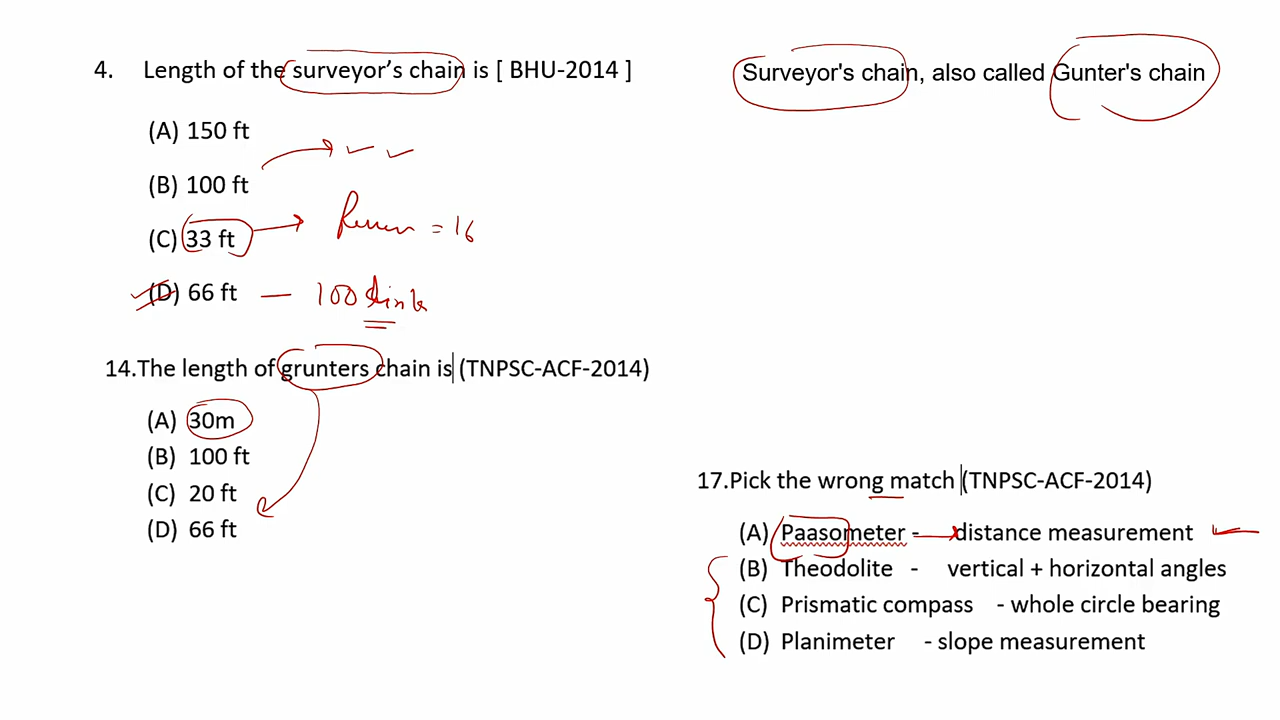 4. Length of the surveyor's chain is [ BHU-2014 ]
(A) 150 ft
(B) 100 ft
(C) 33 ft
= 16
(D) 66 ft — 100 links
14.The length of grunters chain is (TNPSC-ACF-2014)
(A) 30m
(B) 100 ft
(C) 20 ft
(D) 66 ft
Surveyor's chain, also called Gunter's chain
17.Pick the wrong match (TNPSC-ACF-2014)
(A) Paasometer - distance measurement
(B) Theodolite - vertical + horizontal angles
(C) Prismatic compass - whole circle bearing
(D) Planimeter - slope measurement